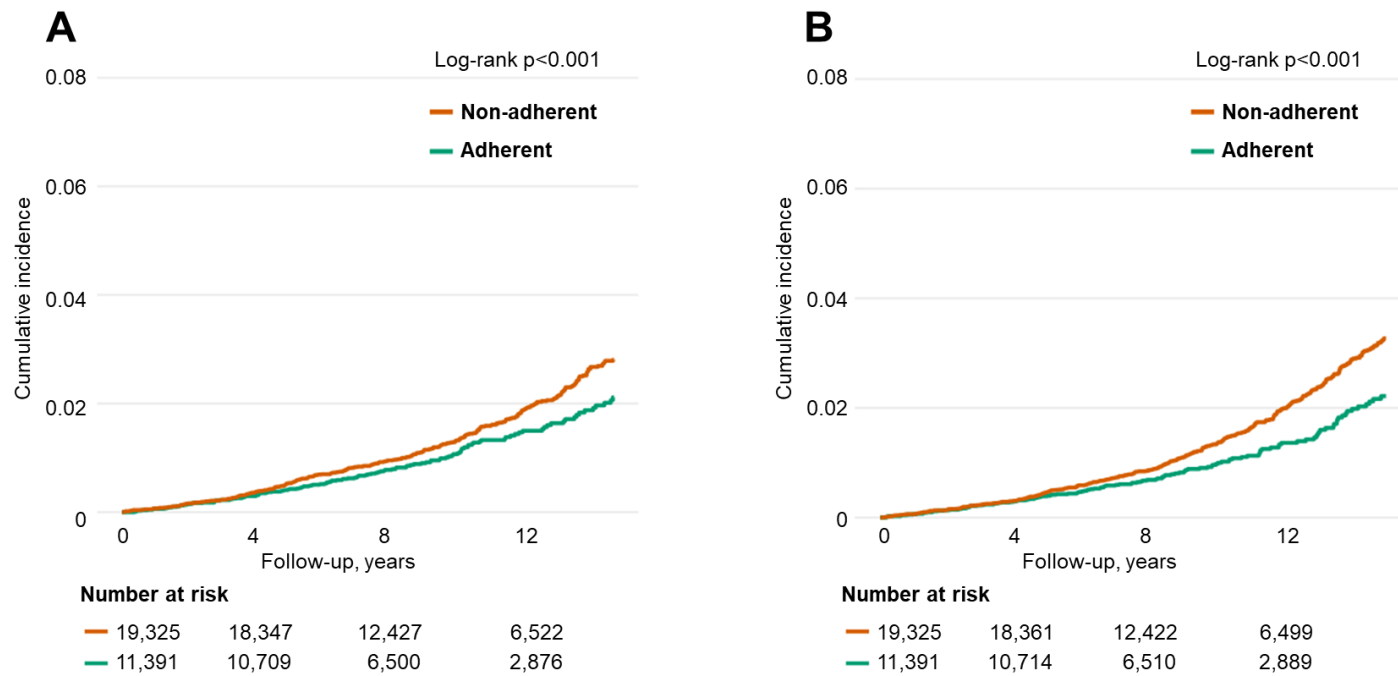 A
Log-rank p<0.001
0.08
Non-adherent
Adherent
0.06
0.04
0.02
0
Cumulative incidence
0 4 8 12
Follow-up, years
Number at risk
19,325 18,347 12,427 6,522
11,391 10,709 6,500 2,876
B
Log-rank p<0.001
0.08
Non-adherent
Adherent
0.06
0.04
0.02
0
Cumulative incidence
0 4 8 12
Follow-up, years
Number at risk
19,325 18,361 12,422 6,499
11,391 10,714 6,510 2,889